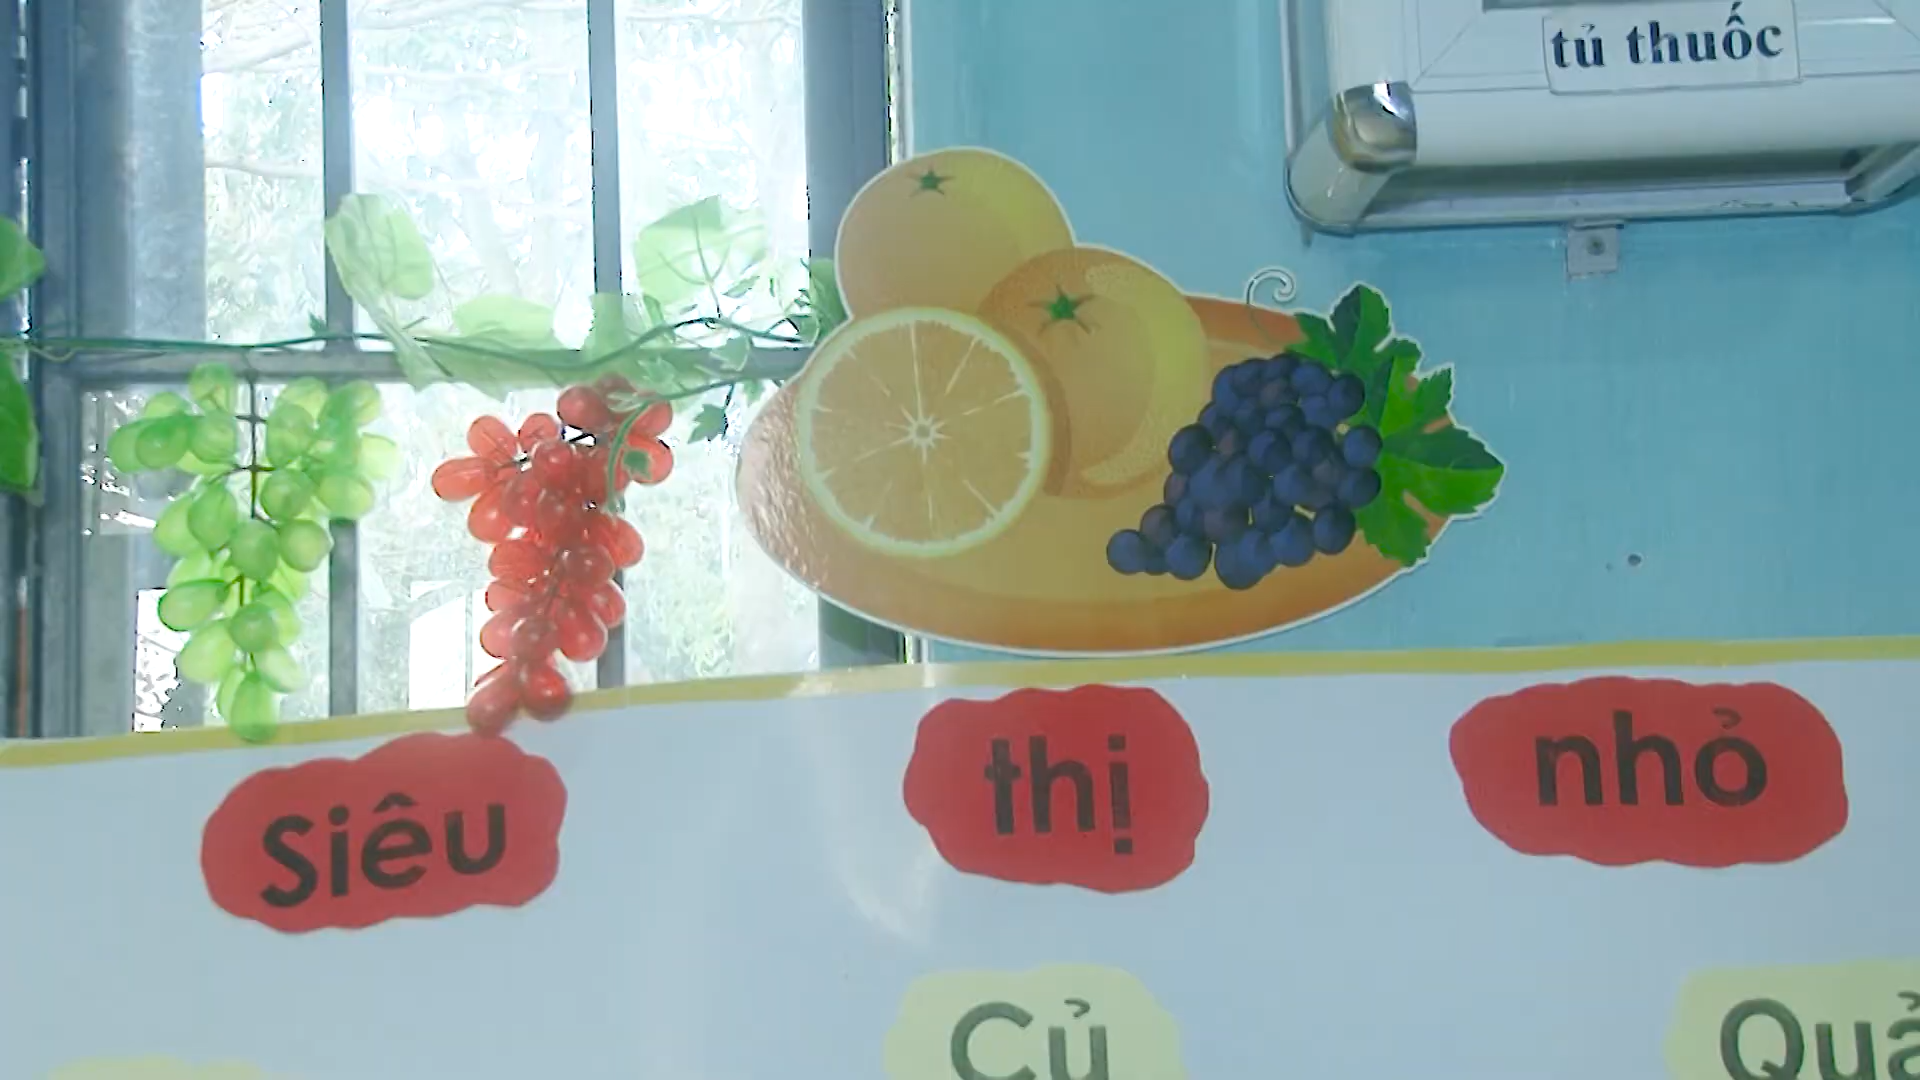 tủ thuốc
Siêu thị nhỏ
Củ Quả